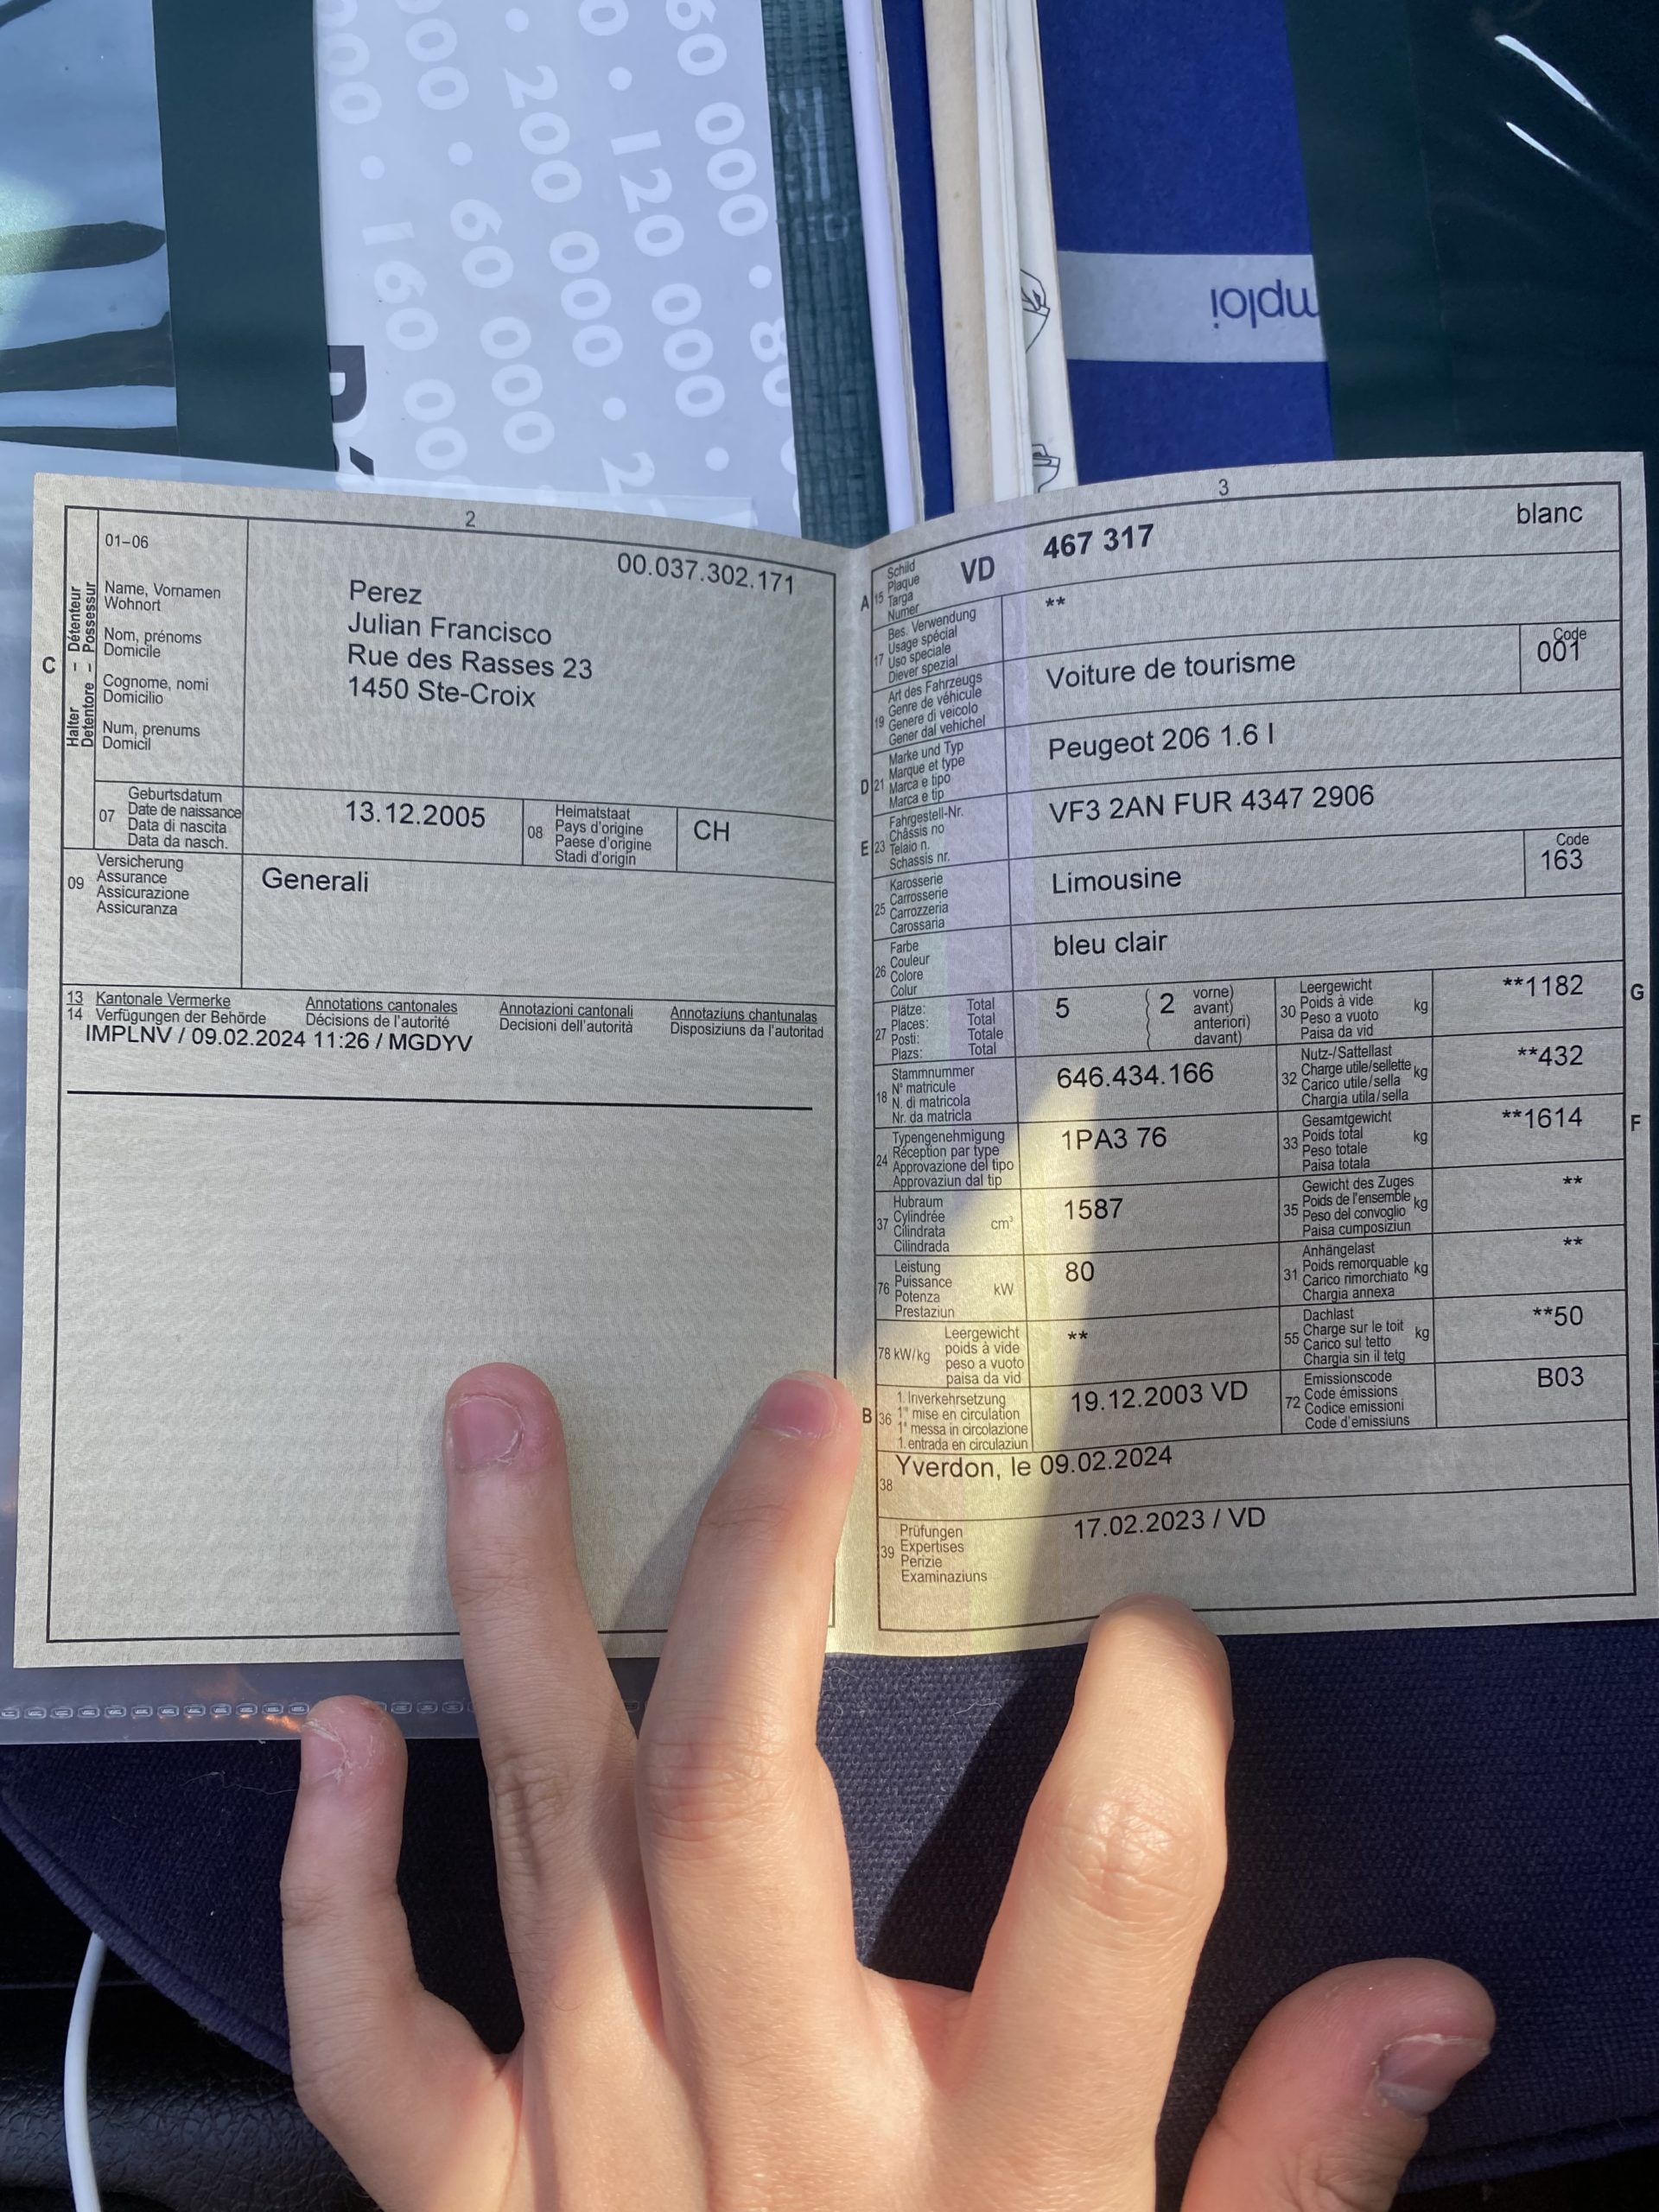 60 000 • 80
0 • 120 000 •
• 200 000 • 2
000 • 60 000
000 • 160 000
mploi
2
01–06
Name, Vornamen
Wohnort
Nom, prénoms
Domicile
Cognome, nomi
Domicilio
Num, prenums
Domicil
C
Halter – Détenteur
Detentore – Possessur
00.037.302.171
Perez
Julian Francisco
Rue des Rasses 23
1450 Ste-Croix
07
Geburtsdatum
Date de naissance
Data di nascita
Data da nasch.
13.12.2005
08
Heimatstaat
Pays d'origine
Paese d'origine
Stadi d'origin
CH
09
Versicherung
Assurance
Assicurazione
Assicuranza
Generali
13 Kantonale Vermerke Annotations cantonales Annotazioni cantonali Annotaziuns chantunalas
14 Verfügungen der Behörde Décisions de l'autorité Decisioni dell'autorità Disposiziuns da l'autoritad
IMPLNV / 09.02.2024 11:26 / MGDYV
3
A 15
Schild
Plaque
Targa
Numer
VD 467 317 blanc
17
Bes. Verwendung
Usage spécial
Uso speciale
Diever spezial
**
19
Art des Fahrzeugs
Genre de véhicule
Genere di veicolo
Gener dal vehichel
Voiture de tourisme
Code
001
D 21
Marke und Typ
Marque et type
Marca e tipo
Marca e tip
Peugeot 206 1.6 I
E 23
Fahrgestell-Nr.
Châssis no
Telaio n.
Schassis nr.
VF3 2AN FUR 4347 2906
25
Karosserie
Carrosserie
Carrozzeria
Carossaria
Limousine
Code
163
26
Farbe
Couleur
Colore
Colur
bleu clair
27
Plätze: Total
Places: Total
Posti: Totale
Plazs: Total
5
2
vorne)
avant)
anteriori)
davant)
30
Leergewicht
Poids à vide
Peso a vuoto
Paisa da vid
kg
**1182
G
18
Stammnummer
N° matricule
N. di matricola
Nr. da matricla
646.434.166
32
Nutz-/Sattellast
Charge utile/sellette
Carico utile/sella
Chargia utila/sella
kg
**432
24
Typengenehmigung
Réception par type
Approvazione del tipo
Approvaziun dal tip
1PA3 76
33
Gesamtgewicht
Poids total
Peso totale
Paisa totala
kg
**1614
F
37
Hubraum
Cylindrée
Cilindrata
Cilindrada
cm³
1587
35
Gewicht des Zuges
Poids de l'ensemble
Peso del convoglio
Paisa cumposiziun
kg
**
76
Leistung
Puissance
Potenza
Prestaziun
kW
80
31
Anhängelast
Poids remorquable
Carico rimorchiato
Chargia annexa
kg
**
78 kW/kg
Leergewicht
poids à vide
peso a vuoto
paisa da vid
**
55
Dachlast
Charge sur le toit
Carico sul tetto
Chargia sin il tetg
kg
**50
B 36
1. Inverkehrsetzung
1re mise en circulation
1a messa in circolazione
1. entrada en circulaziun
19.12.2003 VD
72
Emissionscode
Code émissions
Codice emissioni
Code d'emissiuns
B03
38
Yverdon, le 09.02.2024
39
Prüfungen
Expertises
Perizie
Examinaziuns
17.02.2023 / VD